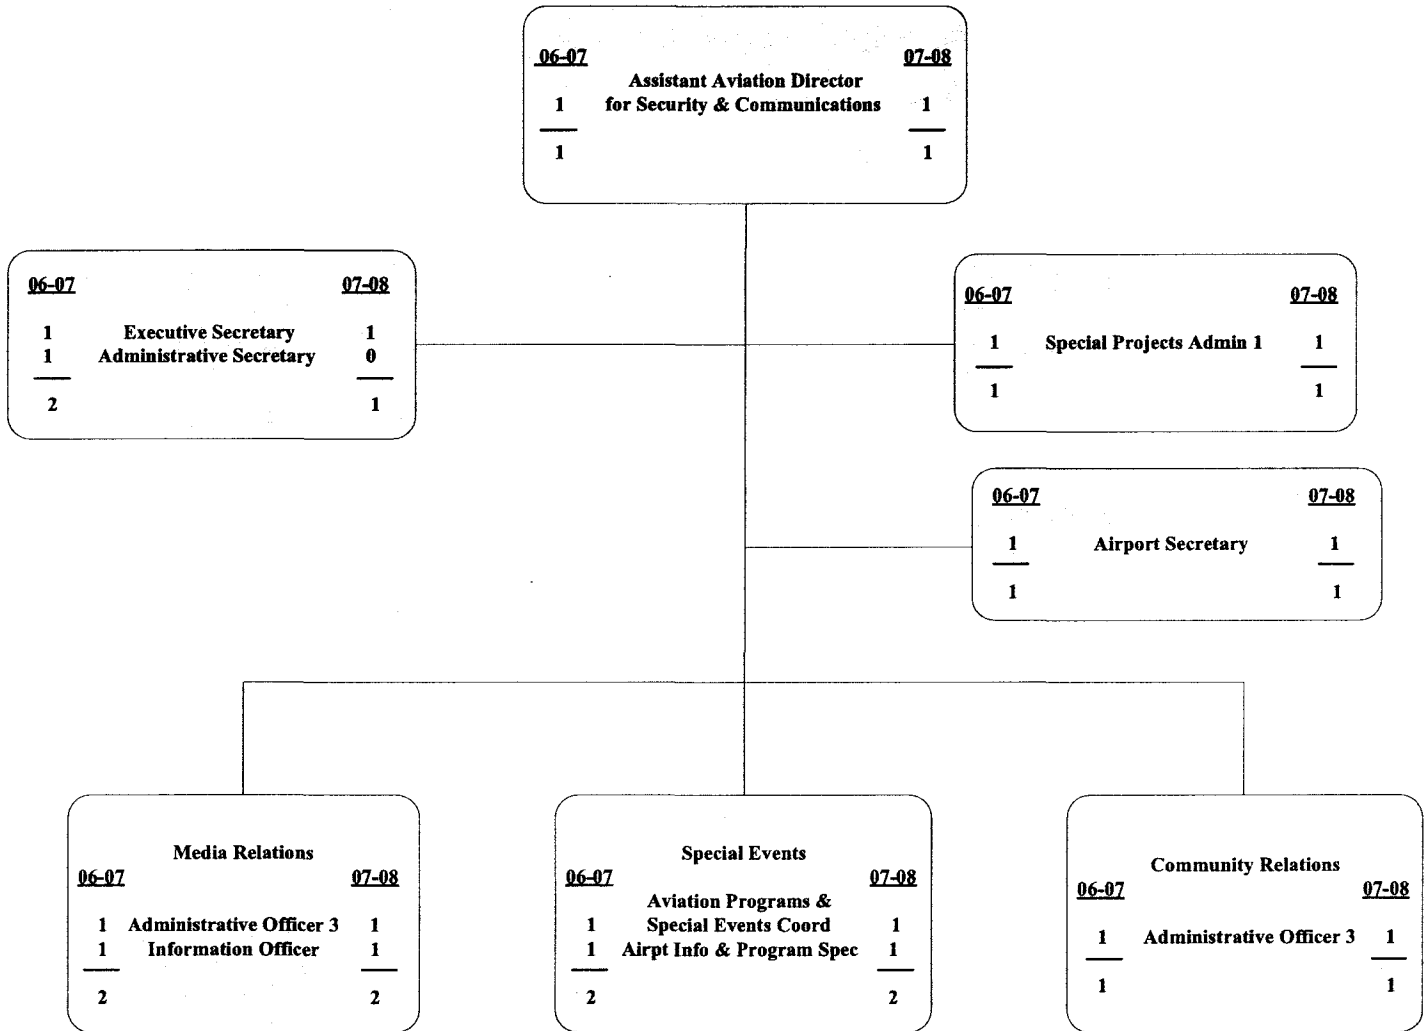 06-07 07-08
Assistant Aviation Director
1 for Security & Communications 1
1 1
06-07 07-08
1 Executive Secretary 1
1 Administrative Secretary 0
2 1
06-07 07-08
1 Special Projects Admin 1 1
1 1
06-07 07-08
1 Airport Secretary 1
1 1
Media Relations
06-07 07-08
1 Administrative Officer 3 1
1 Information Officer 1
2 2
Special Events
06-07 07-08
Aviation Programs &
1 Special Events Coord 1
1 Airpt Info & Program Spec 1
2 2
Community Relations
06-07 07-08
1 Administrative Officer 3 1
1 1